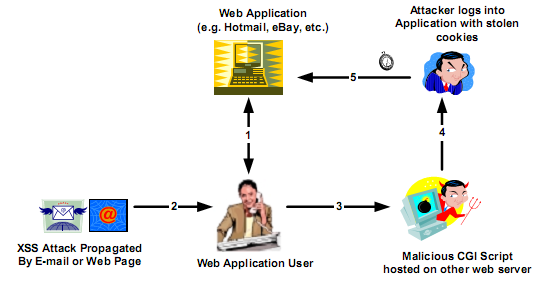 Web Application
(e.g. Hotmail, eBay, etc.)
Attacker logs into
Application with stolen
cookies
5
1
4
@
2
3
XSS Attack Propagated
By E-mail or Web Page
Web Application User
Malicious CGI Script
hosted on other web server